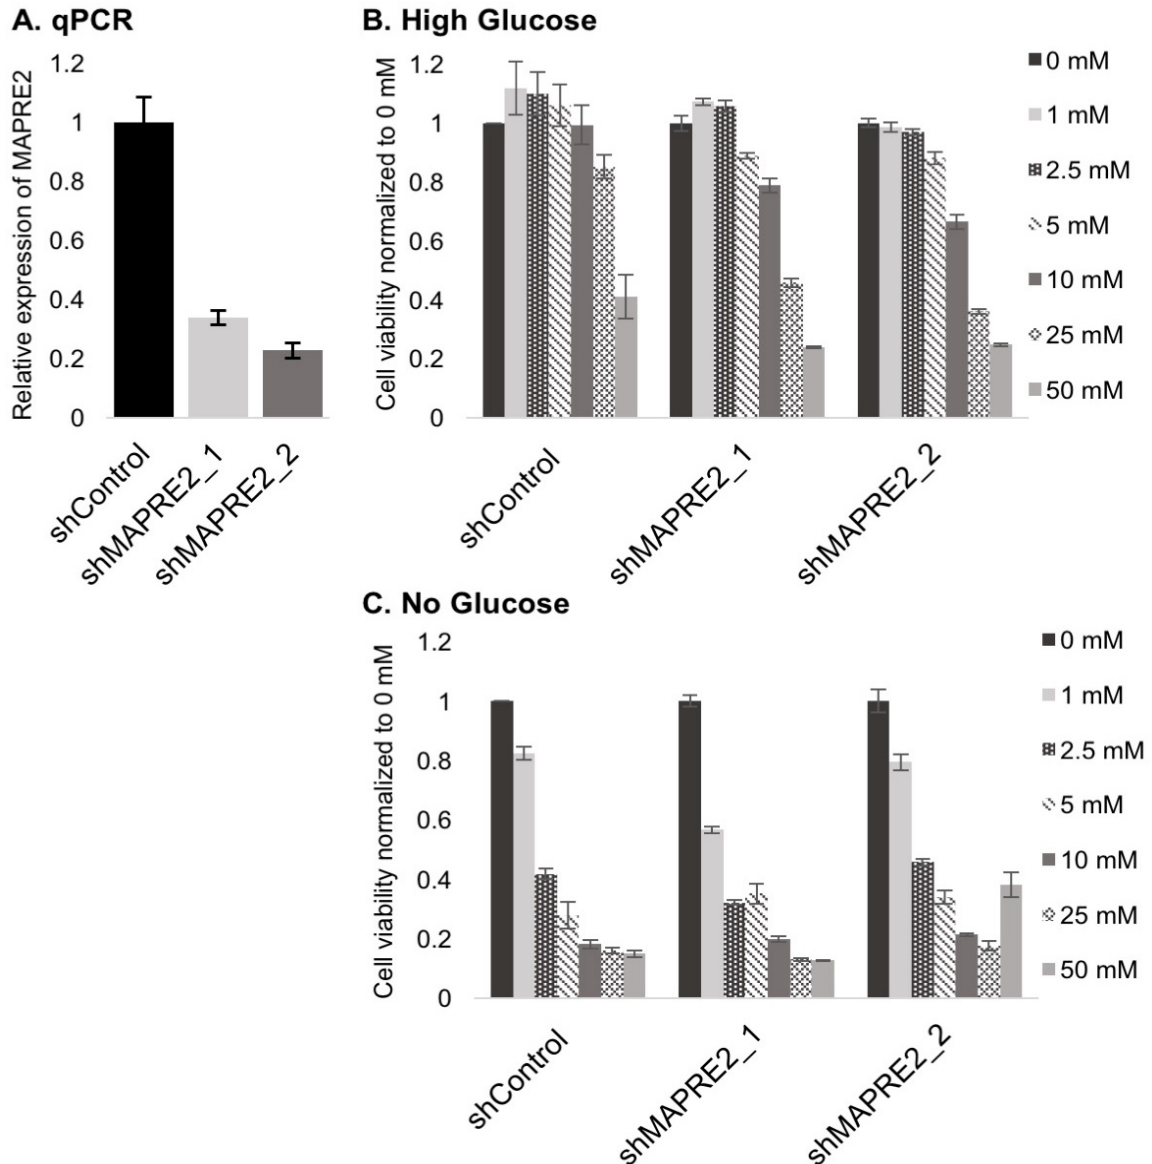 A. qPCR
Relative expression of MAPRE2
1.2
1
0.8
0.6
0.4
0.2
0
shControl
shMAPRE2_1
shMAPRE2_2
B. High Glucose
Cell viability normalized to 0 mM
1.2
1
0.8
0.6
0.4
0.2
0
shControl
shMAPRE2_1
shMAPRE2_2
0 mM
1 mM
2.5 mM
5 mM
10 mM
25 mM
50 mM
C. No Glucose
Cell viability normalized to 0 mM
1.2
1
0.8
0.6
0.4
0.2
0
shControl
shMAPRE2_1
shMAPRE2_2
0 mM
1 mM
2.5 mM
5 mM
10 mM
25 mM
50 mM